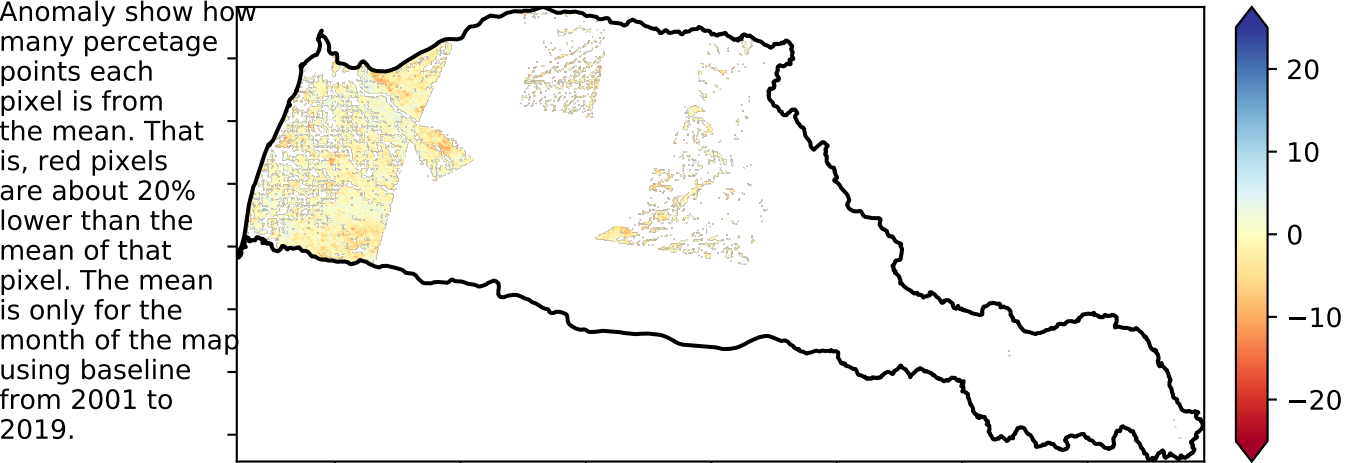 Anomaly show how
many percetage
points each
pixel is from
the mean. That
is, red pixels
are about 20%
lower than the
mean of that
pixel. The mean
is only for the
month of the map
using baseline
from 2001 to
2019.
20
10
0
−10
−20